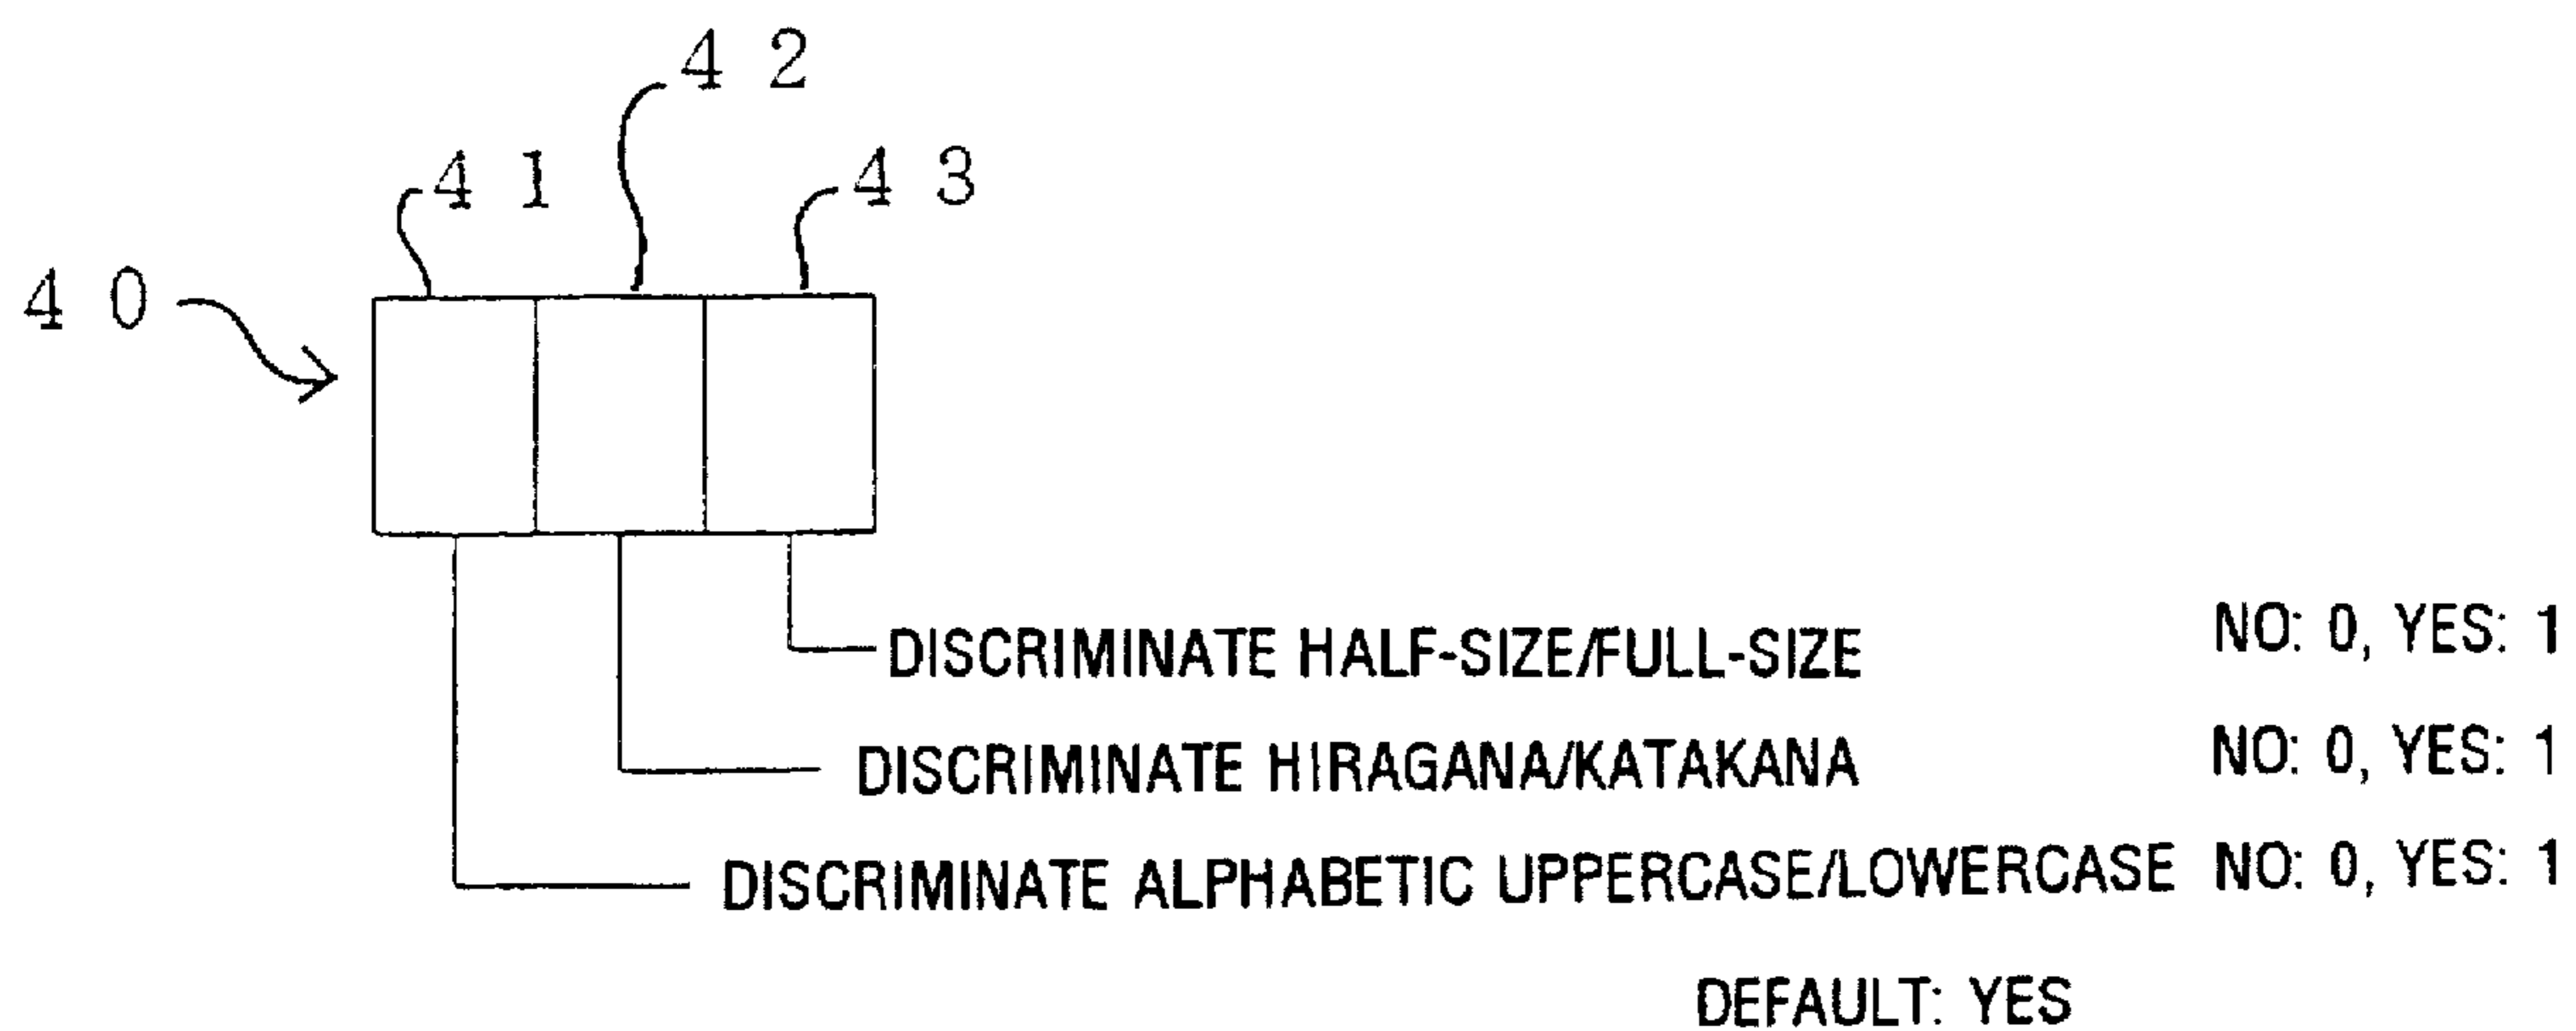 42
41
43
40
DISCRIMINATE HALF-SIZE/FULL-SIZE NO: 0, YES: 1
DISCRIMINATE HIRAGANA/KATAKANA NO: 0, YES: 1
DISCRIMINATE ALPHABETIC UPPERCASE/LOWERCASE NO: 0, YES: 1
DEFAULT: YES